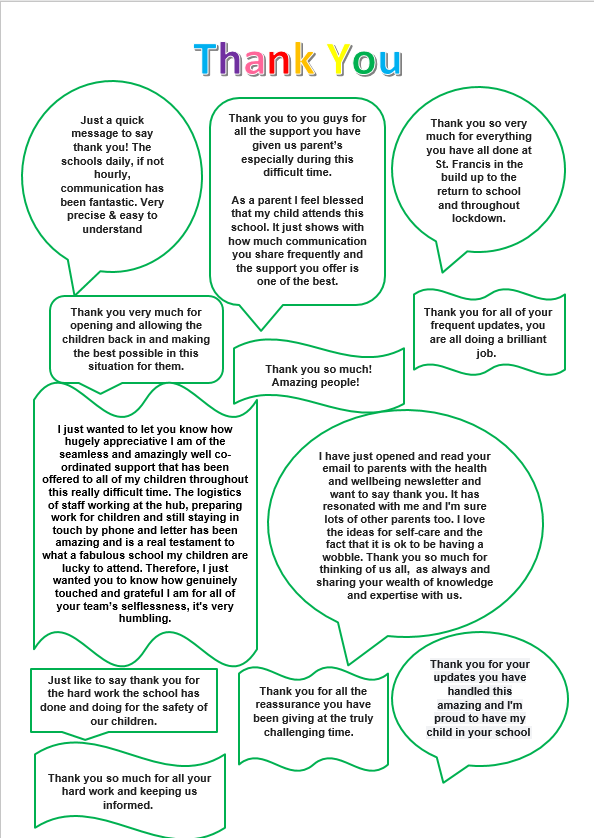 Thank You
Just a quick
message to say
thank you! The
schools daily, if not
hourly,
communication has
been fantastic. Very
precise & easy to
understand
Thank you to you guys for
all the support you have
given us parent's
especially during this
difficult time.
As a parent I feel blessed
that my child attends this
school. It just shows with
how much communication
you share frequently and
the support you offer is
one of the best.
Thank you so very
much for everything
you have all done at
St. Francis in the
build up to the
return to school
and throughout
lockdown.
Thank you very much for
opening and allowing the
children back in and making
the best possible in this
situation for them.
Thank you so much!
Amazing people!
Thank you for all of your
frequent updates, you
are all doing a brilliant
job.
I just wanted to let you know how
hugely appreciative I am of the
seamless and amazingly well co-
ordinated support that has been
offered to all of my children throughout
this really difficult time. The logistics
of staff working at the hub, preparing
work for children and still staying in
touch by phone and letter has been
amazing and is a real testament to
what a fabulous school my children are
lucky to attend. Therefore, I just
wanted you to know how genuinely
touched and grateful I am for all of
your team's selflessness, it's very
humbling.
I have just opened and read your
email to parents with the health
and wellbeing newsletter and
want to say thank you. It has
resonated with me and I'm sure
lots of other parents too. I love
the ideas for self-care and the
fact that it is ok to be having a
wobble. Thank you so much for
thinking of us all,  as always and
sharing your wealth of knowledge
and expertise with us.
Just like to say thank you for
the hard work the school has
done and doing for the safety of
our children.
Thank you for all the
reassurance you have
been giving at the truly
challenging time.
Thank you for your
updates you have
handled this
amazing and I'm
proud to have my
child in your school
Thank you so much for all your
hard work and keeping us
informed.